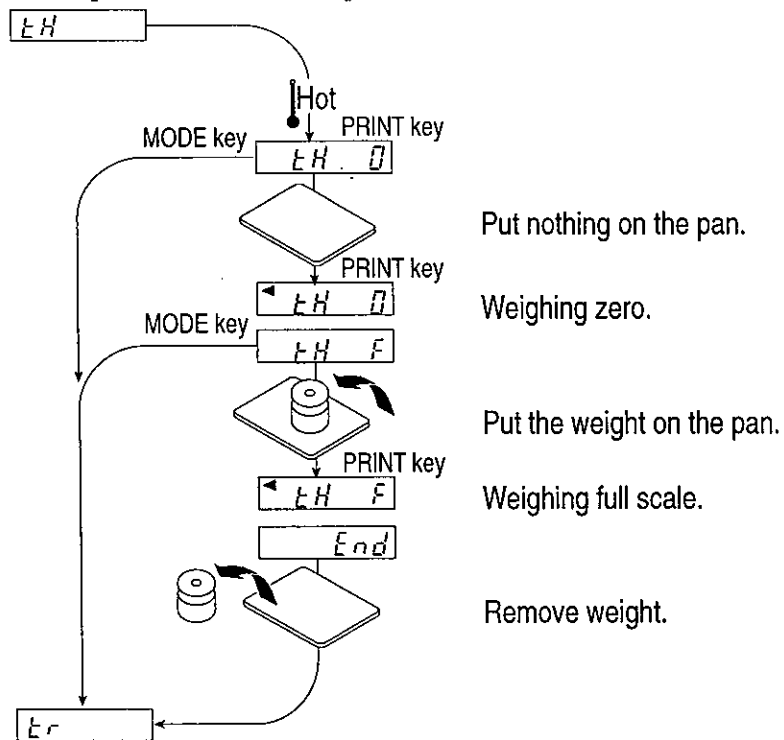 tH
Hot
MODE key PRINT key
tH. 0
Put nothing on the pan.
PRINT key
tH 0 Weighing zero.
MODE key
tH F
Put the weight on the pan.
PRINT key
tH F Weighing full scale.
End
Remove weight.
tr